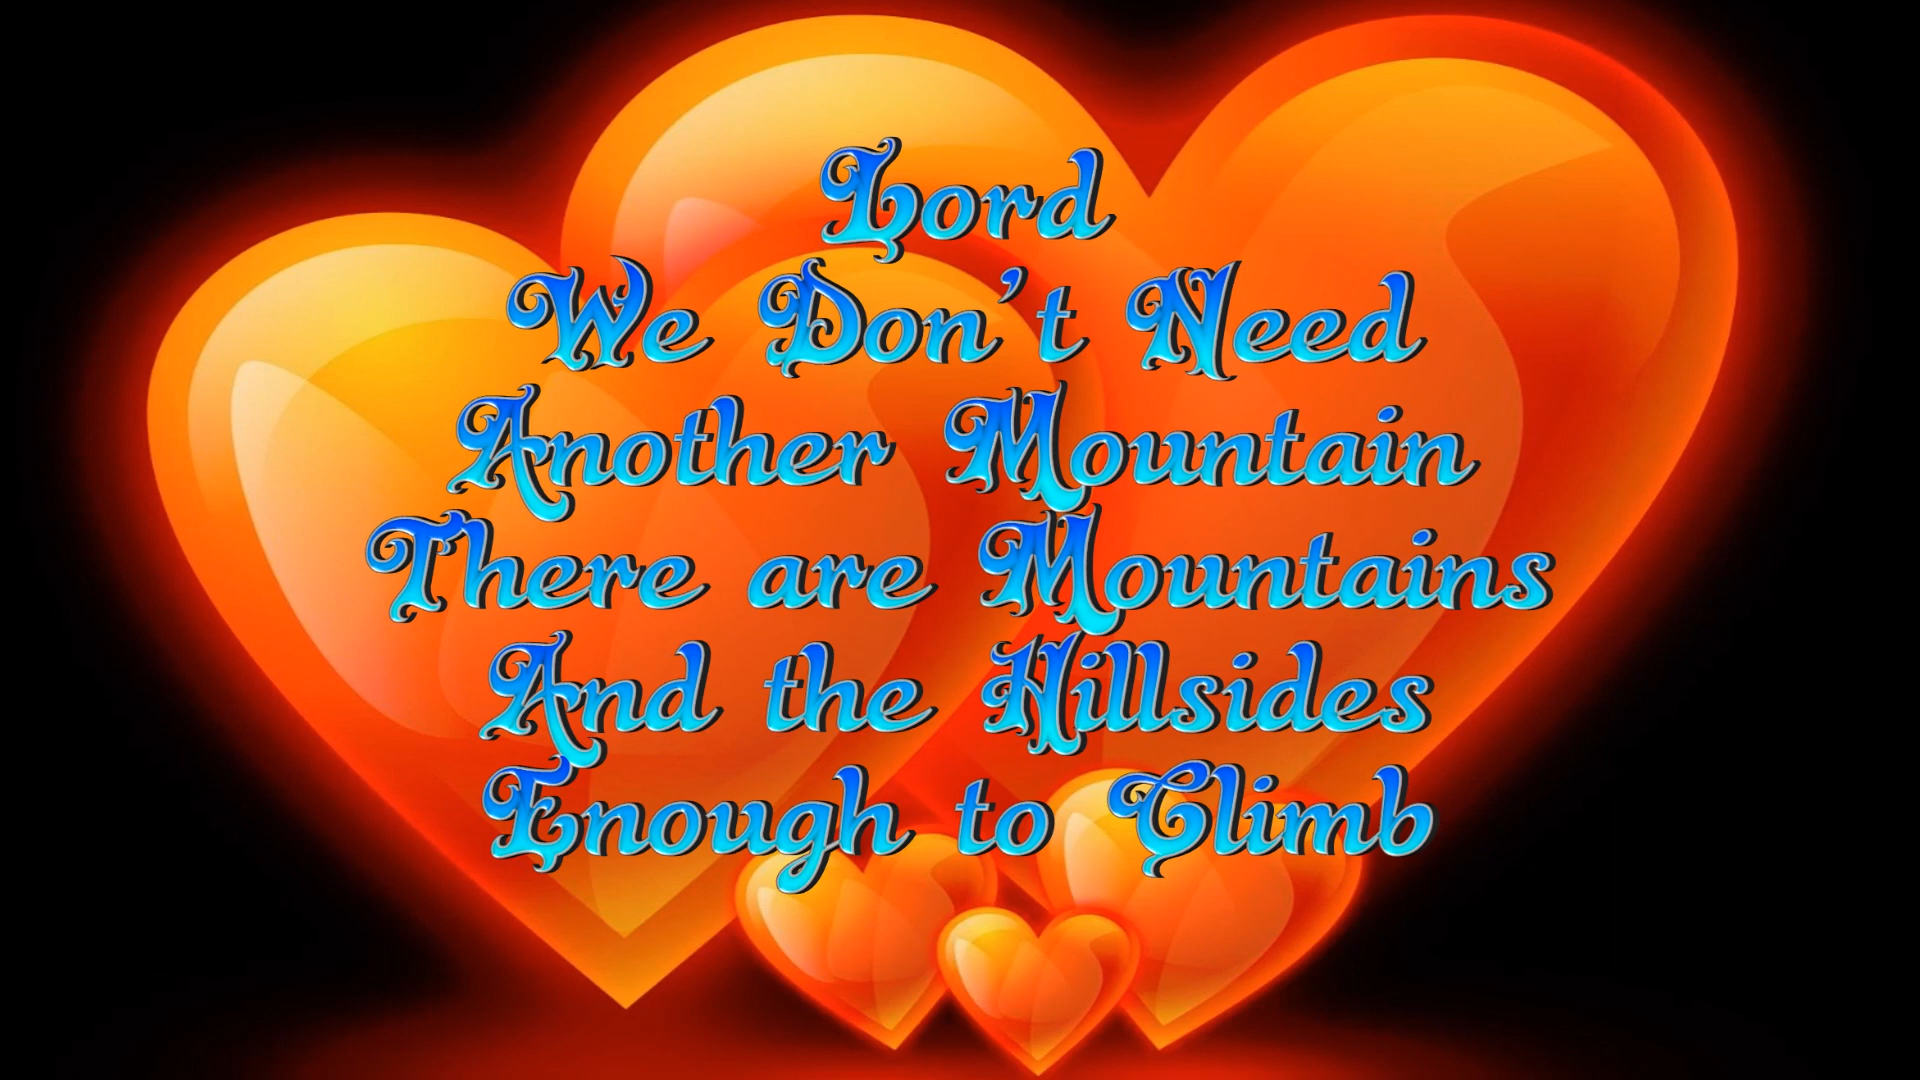 Lord
We Don't Need
Another Mountain
There are Mountains
And the Hillsides
Enough to Climb